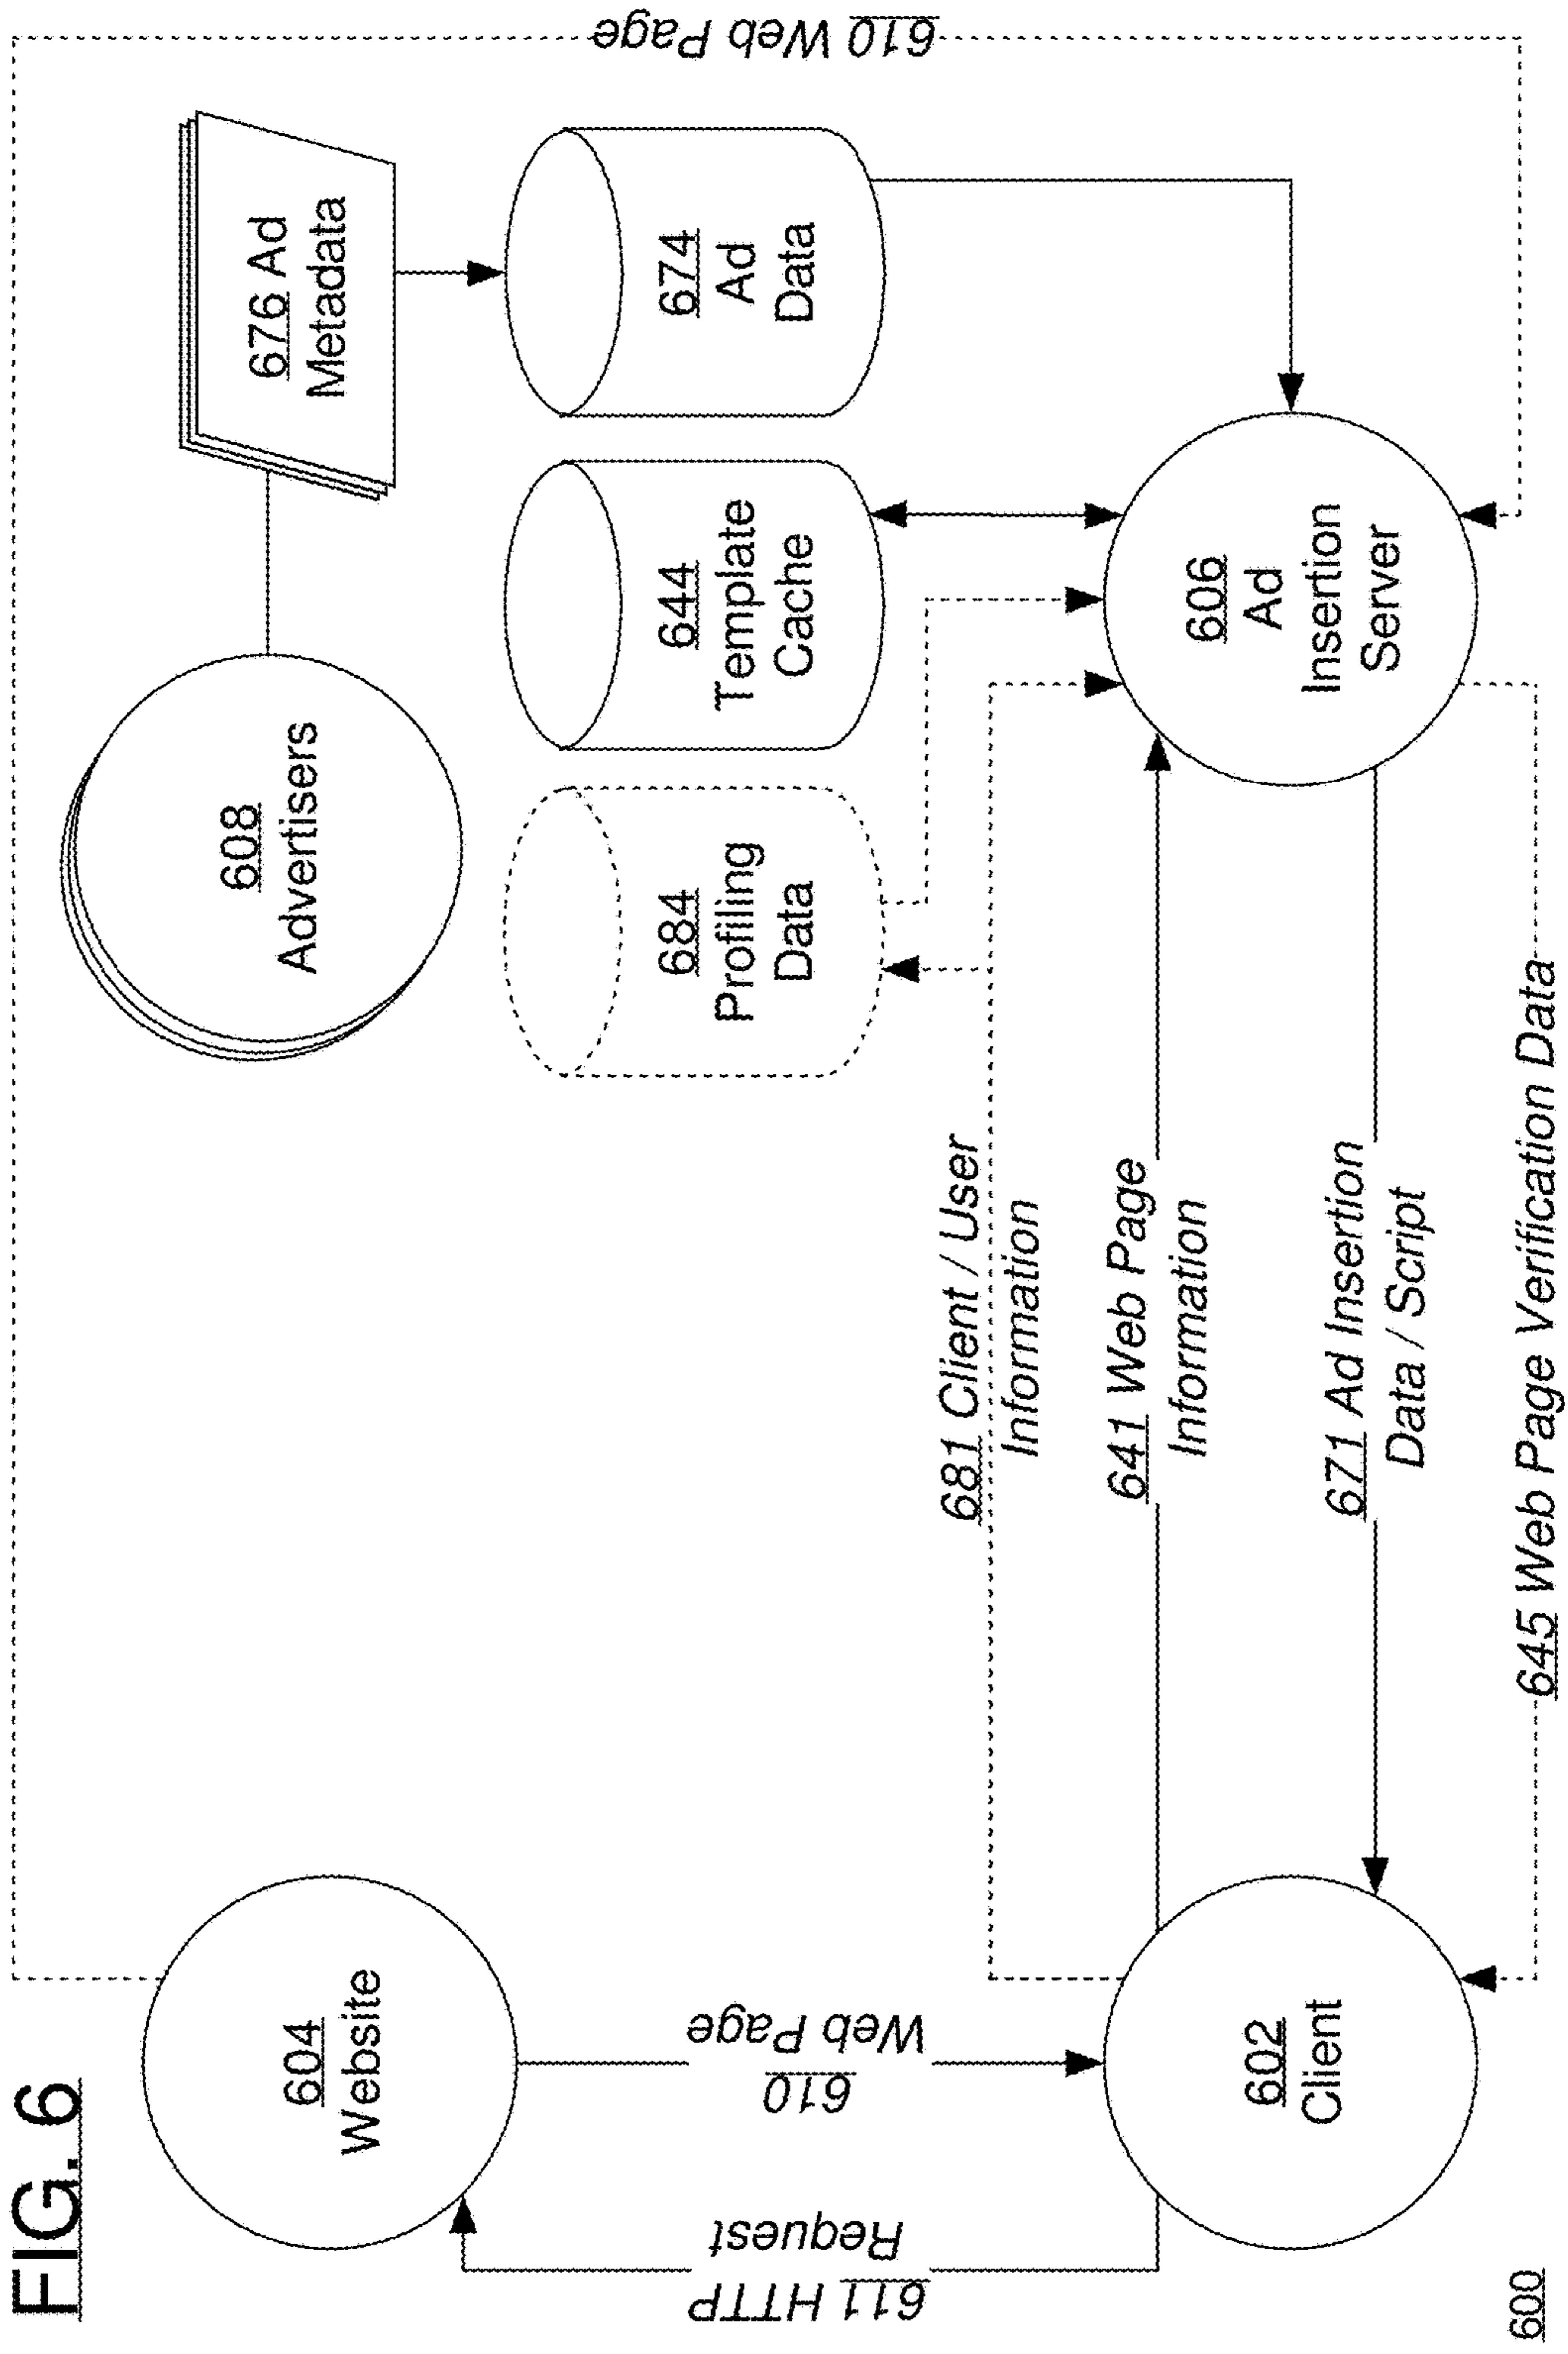 FIG. 6
604
Website
608
Advertisers
676 Ad
Metadata
610 Web Page
684
Profiling
Data
644
Template
Cache
674
Ad
Data
611 HTTP
Request
610
Web Page
681 Client / User
Information
641 Web Page
Information
671 Ad Insertion
Data / Script
602
Client
606
Ad
Insertion
Server
645 Web Page Verification Data
600